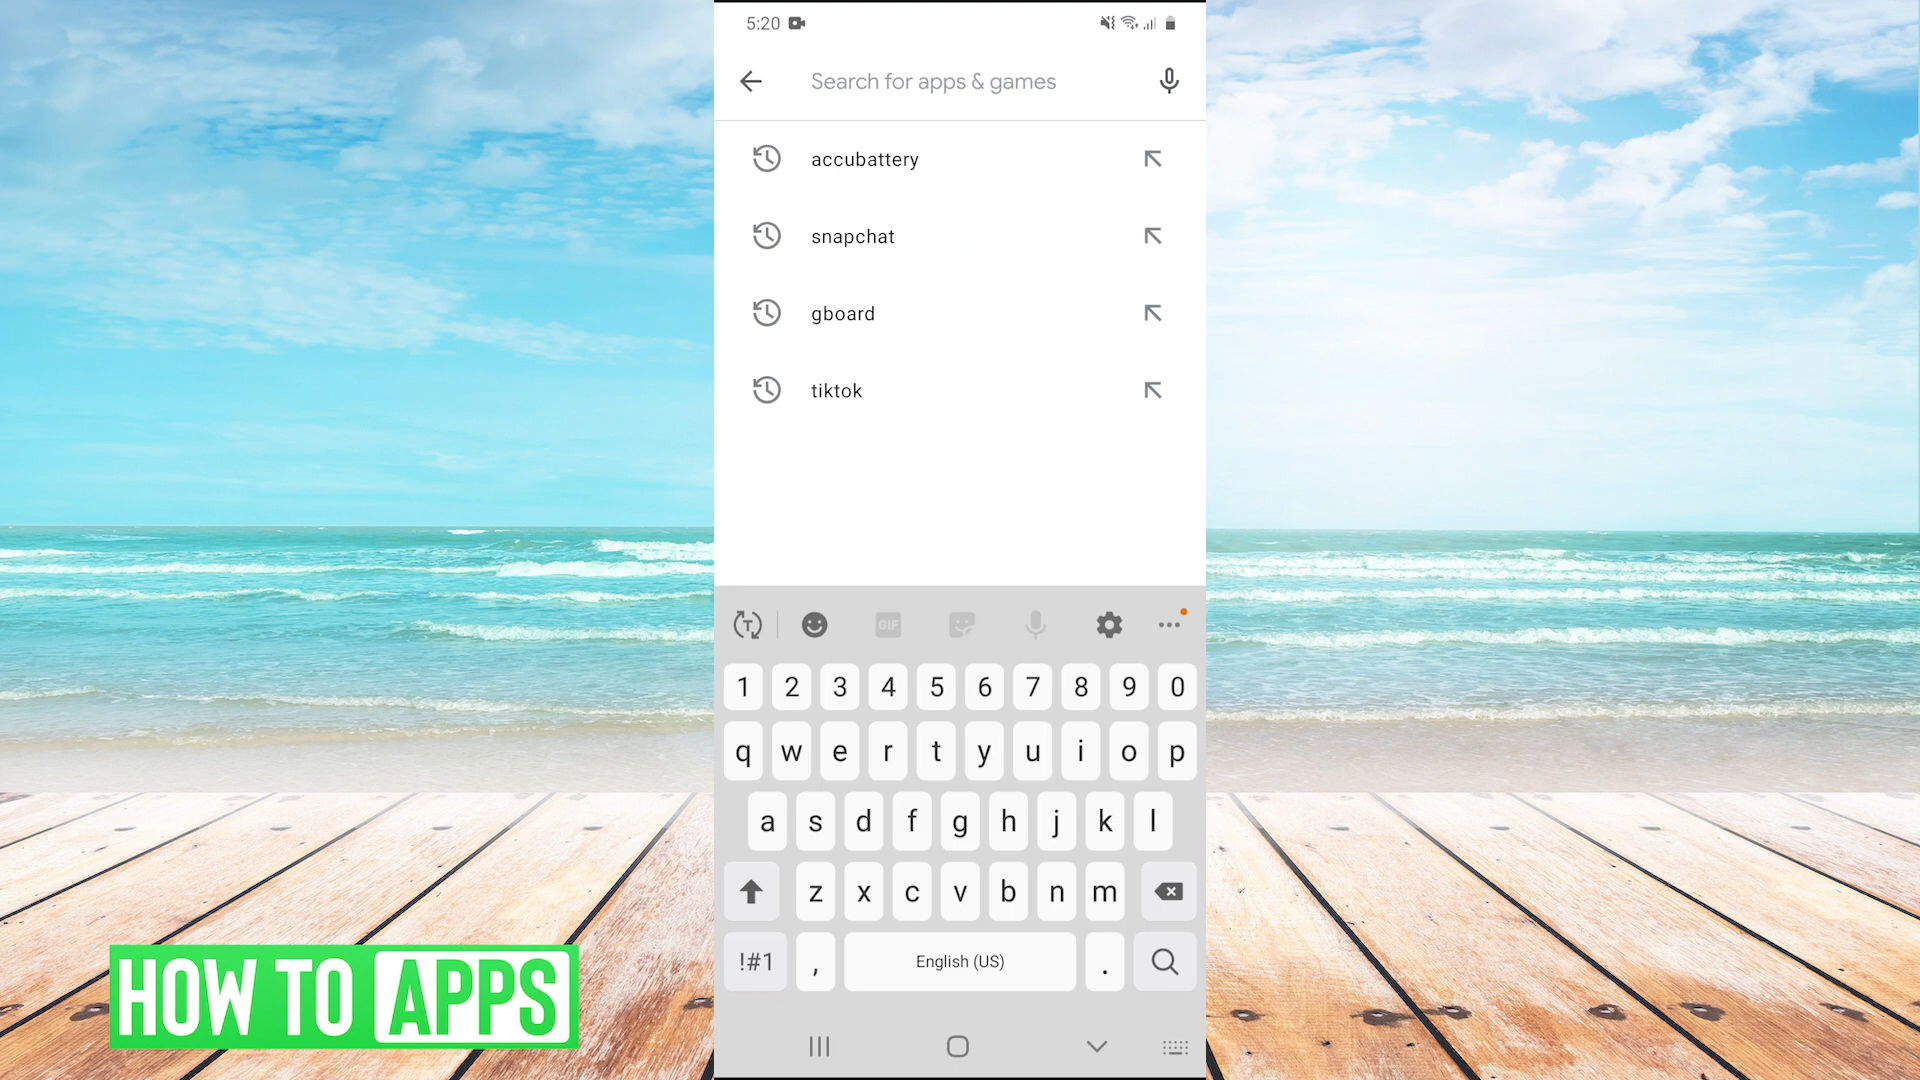 5:20
Search for apps & games
accubattery
snapchat
gboard
tiktok
T GIF
1 2 3 4 5 6 7 8 9 0
q w e r t y u i o p
a s d f g h j k l
z x c v b n m
!#1 , English (US) .
HOW TO APPS